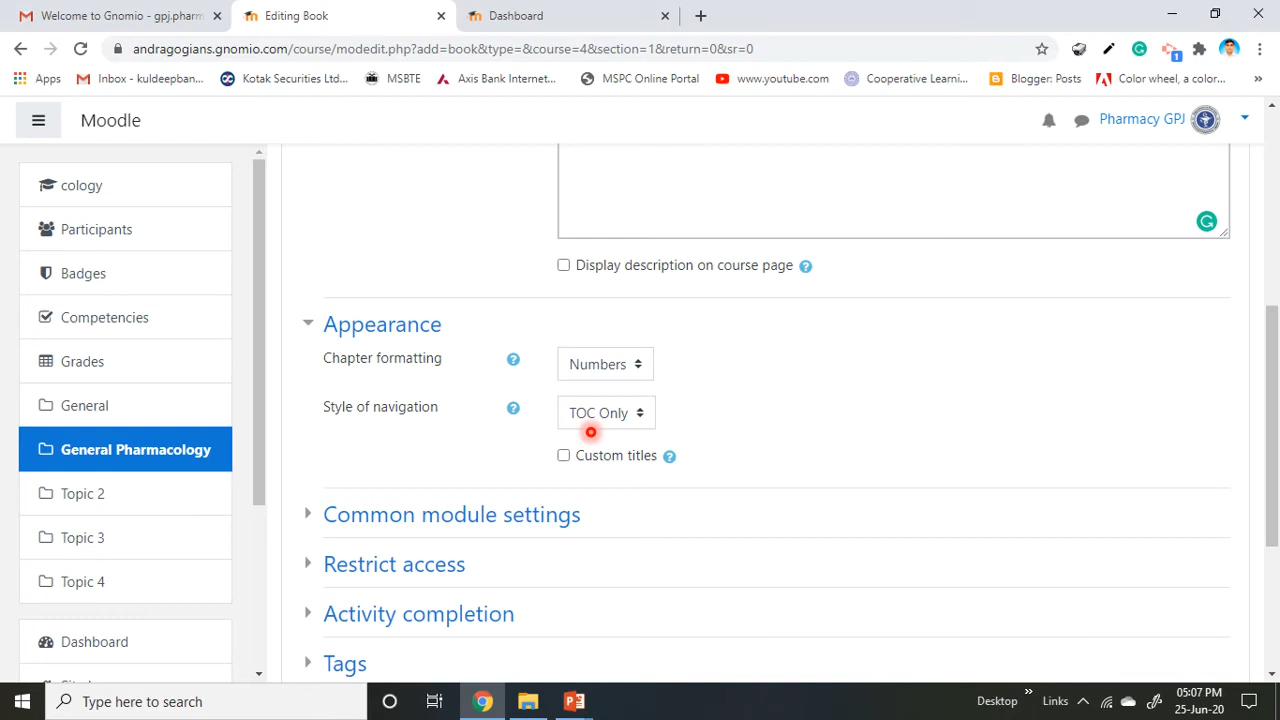 Welcome to Gnomio - gpj.pharm
Editing Book
Dashboard
andragogians.gnomio.com/course/modedit.php?add=book&type=&course=4&section=1&return=0&sr=0
Apps
Inbox - kuldeepban...
Kotak Securities Ltd...
MSBTE
Axis Bank Internet...
MSPC Online Portal
www.youtube.com
Cooperative Learni...
Blogger: Posts
Color wheel, a color...
»
Moodle
Pharmacy GPJ
cology
Participants
Badges
Competencies
Grades
General
General Pharmacology
Topic 2
Topic 3
Topic 4
Dashboard
Display description on course page
Appearance
Chapter formatting
Numbers
Style of navigation
TOC Only
Custom titles
Common module settings
Restrict access
Activity completion
Tags
Type here to search
Desktop
»
Links
05:07 PM
25-Jun-20